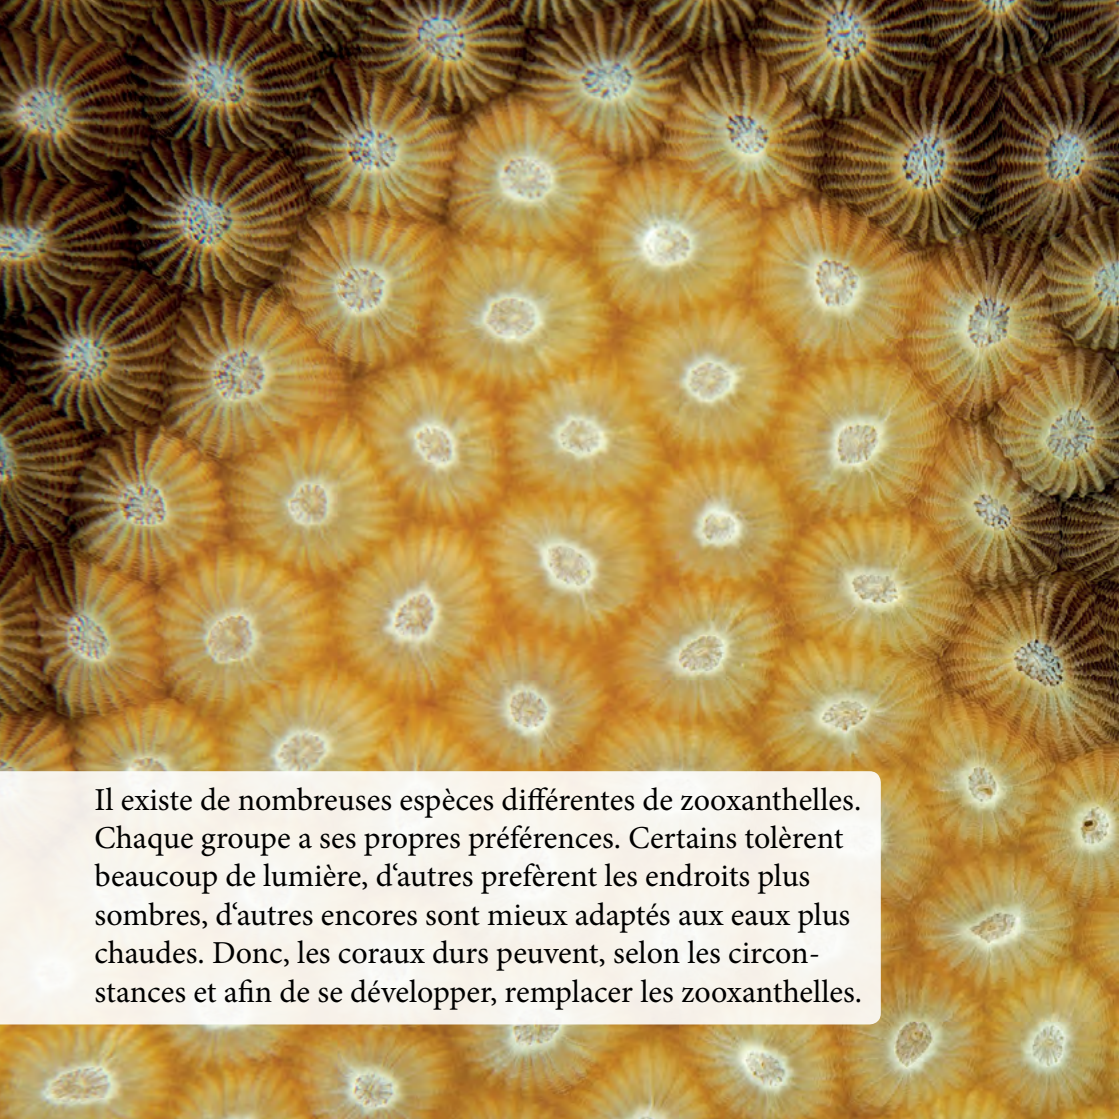 Il existe de nombreuses espèces différentes de zooxanthelles.
Chaque groupe a ses propres préférences. Certains tolèrent
beaucoup de lumière, d‘autres prefèrent les endroits plus
sombres, d‘autres encores sont mieux adaptés aux eaux plus
chaudes. Donc, les coraux durs peuvent, selon les circon-
stances et afin de se développer, remplacer les zooxanthelles.